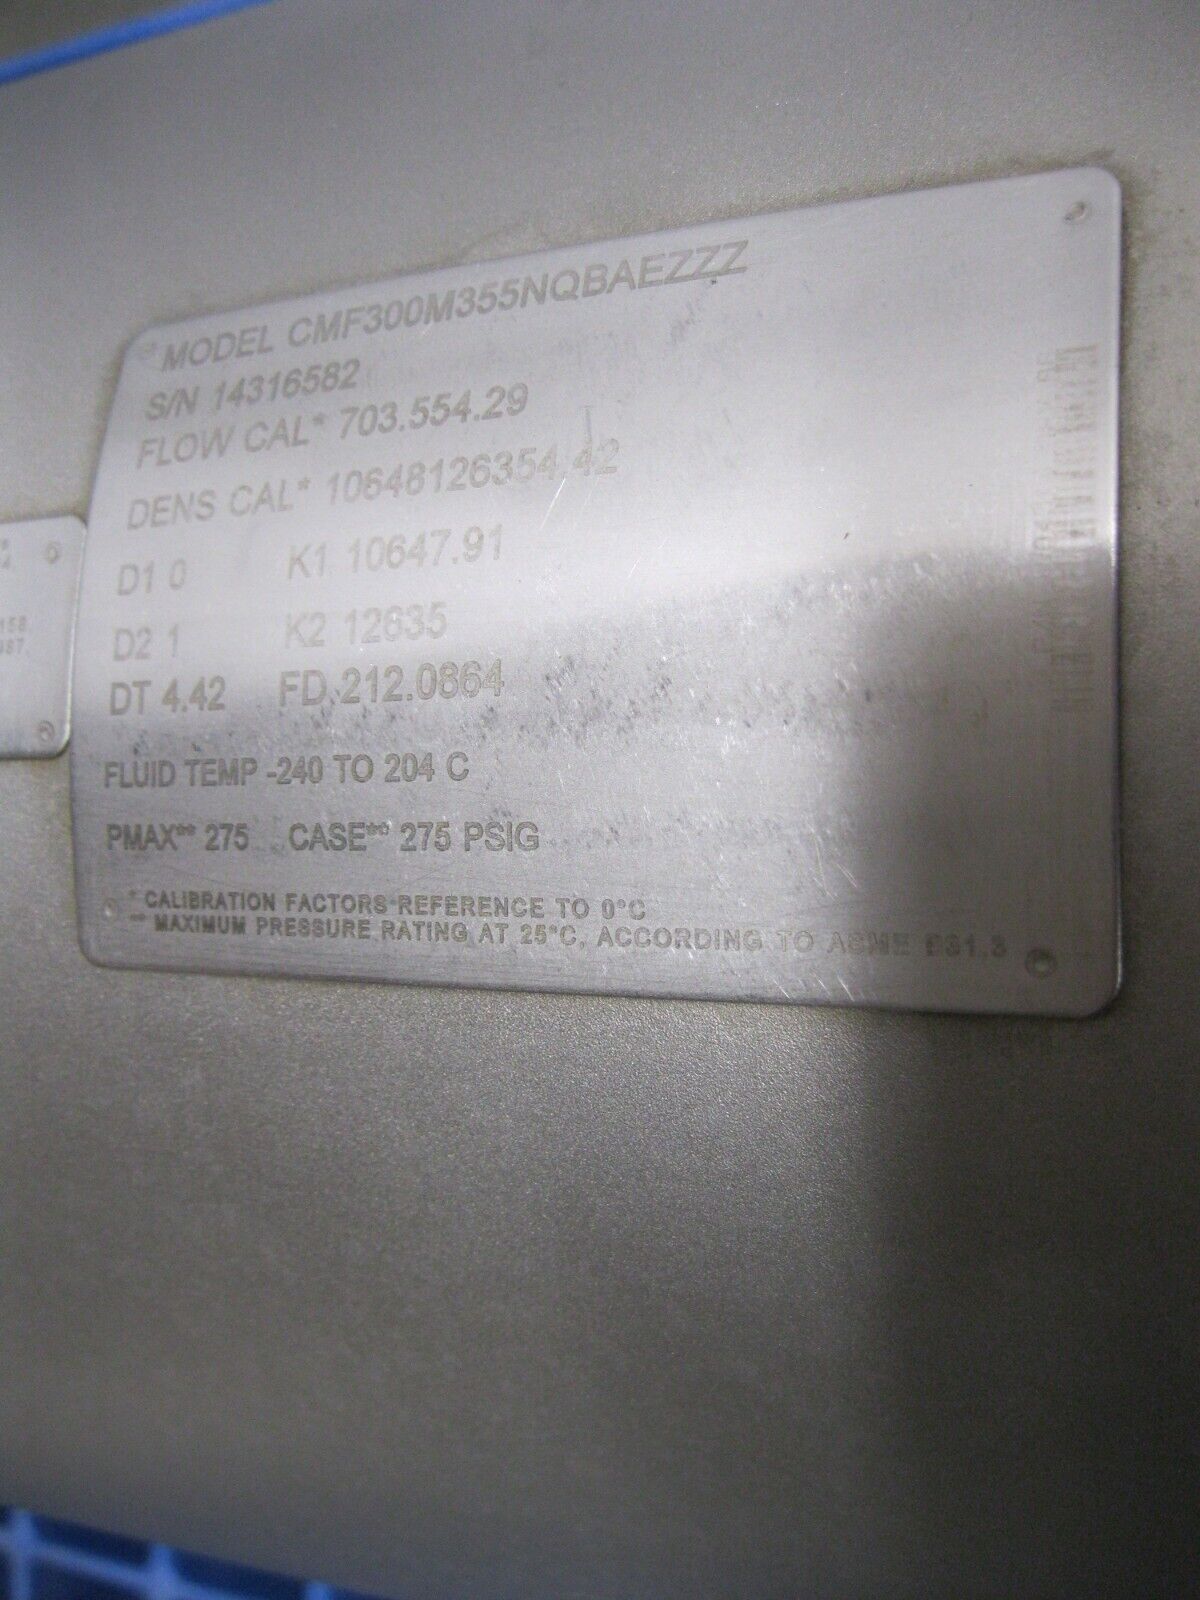 MODEL CMF300M355NQBAEZZZ
S/N 14316582
FLOW CAL* 703.554.29
DENS CAL* 10648126354.42
D1 0 K1 10647.91
D2 1 K2 12635
DT 4.42 FD 212.0864
FLUID TEMP -240 TO 204 C
PMAX** 275 CASE** 275 PSIG
* CALIBRATION FACTORS REFERENCE TO 0°C
** MAXIMUM PRESSURE RATING AT 25°C, ACCORDING TO ASME B31.3